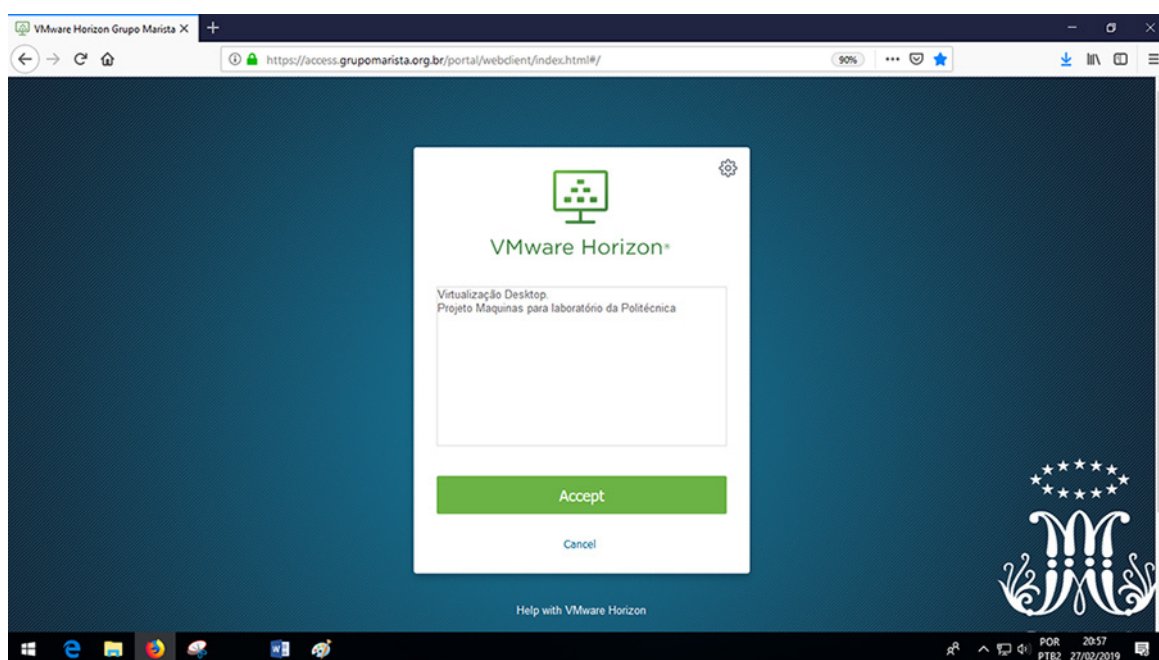 VMware Horizon Grupo Marista
https://access.grupomarista.org.br/portal/webclient/index.html#/
90%
VMware Horizon®
Virtualização Desktop.
Projeto Maquinas para laboratório da Politécnica
Accept
Cancel
Help with VMware Horizon
POR 20:57
PTB2 27/02/2019